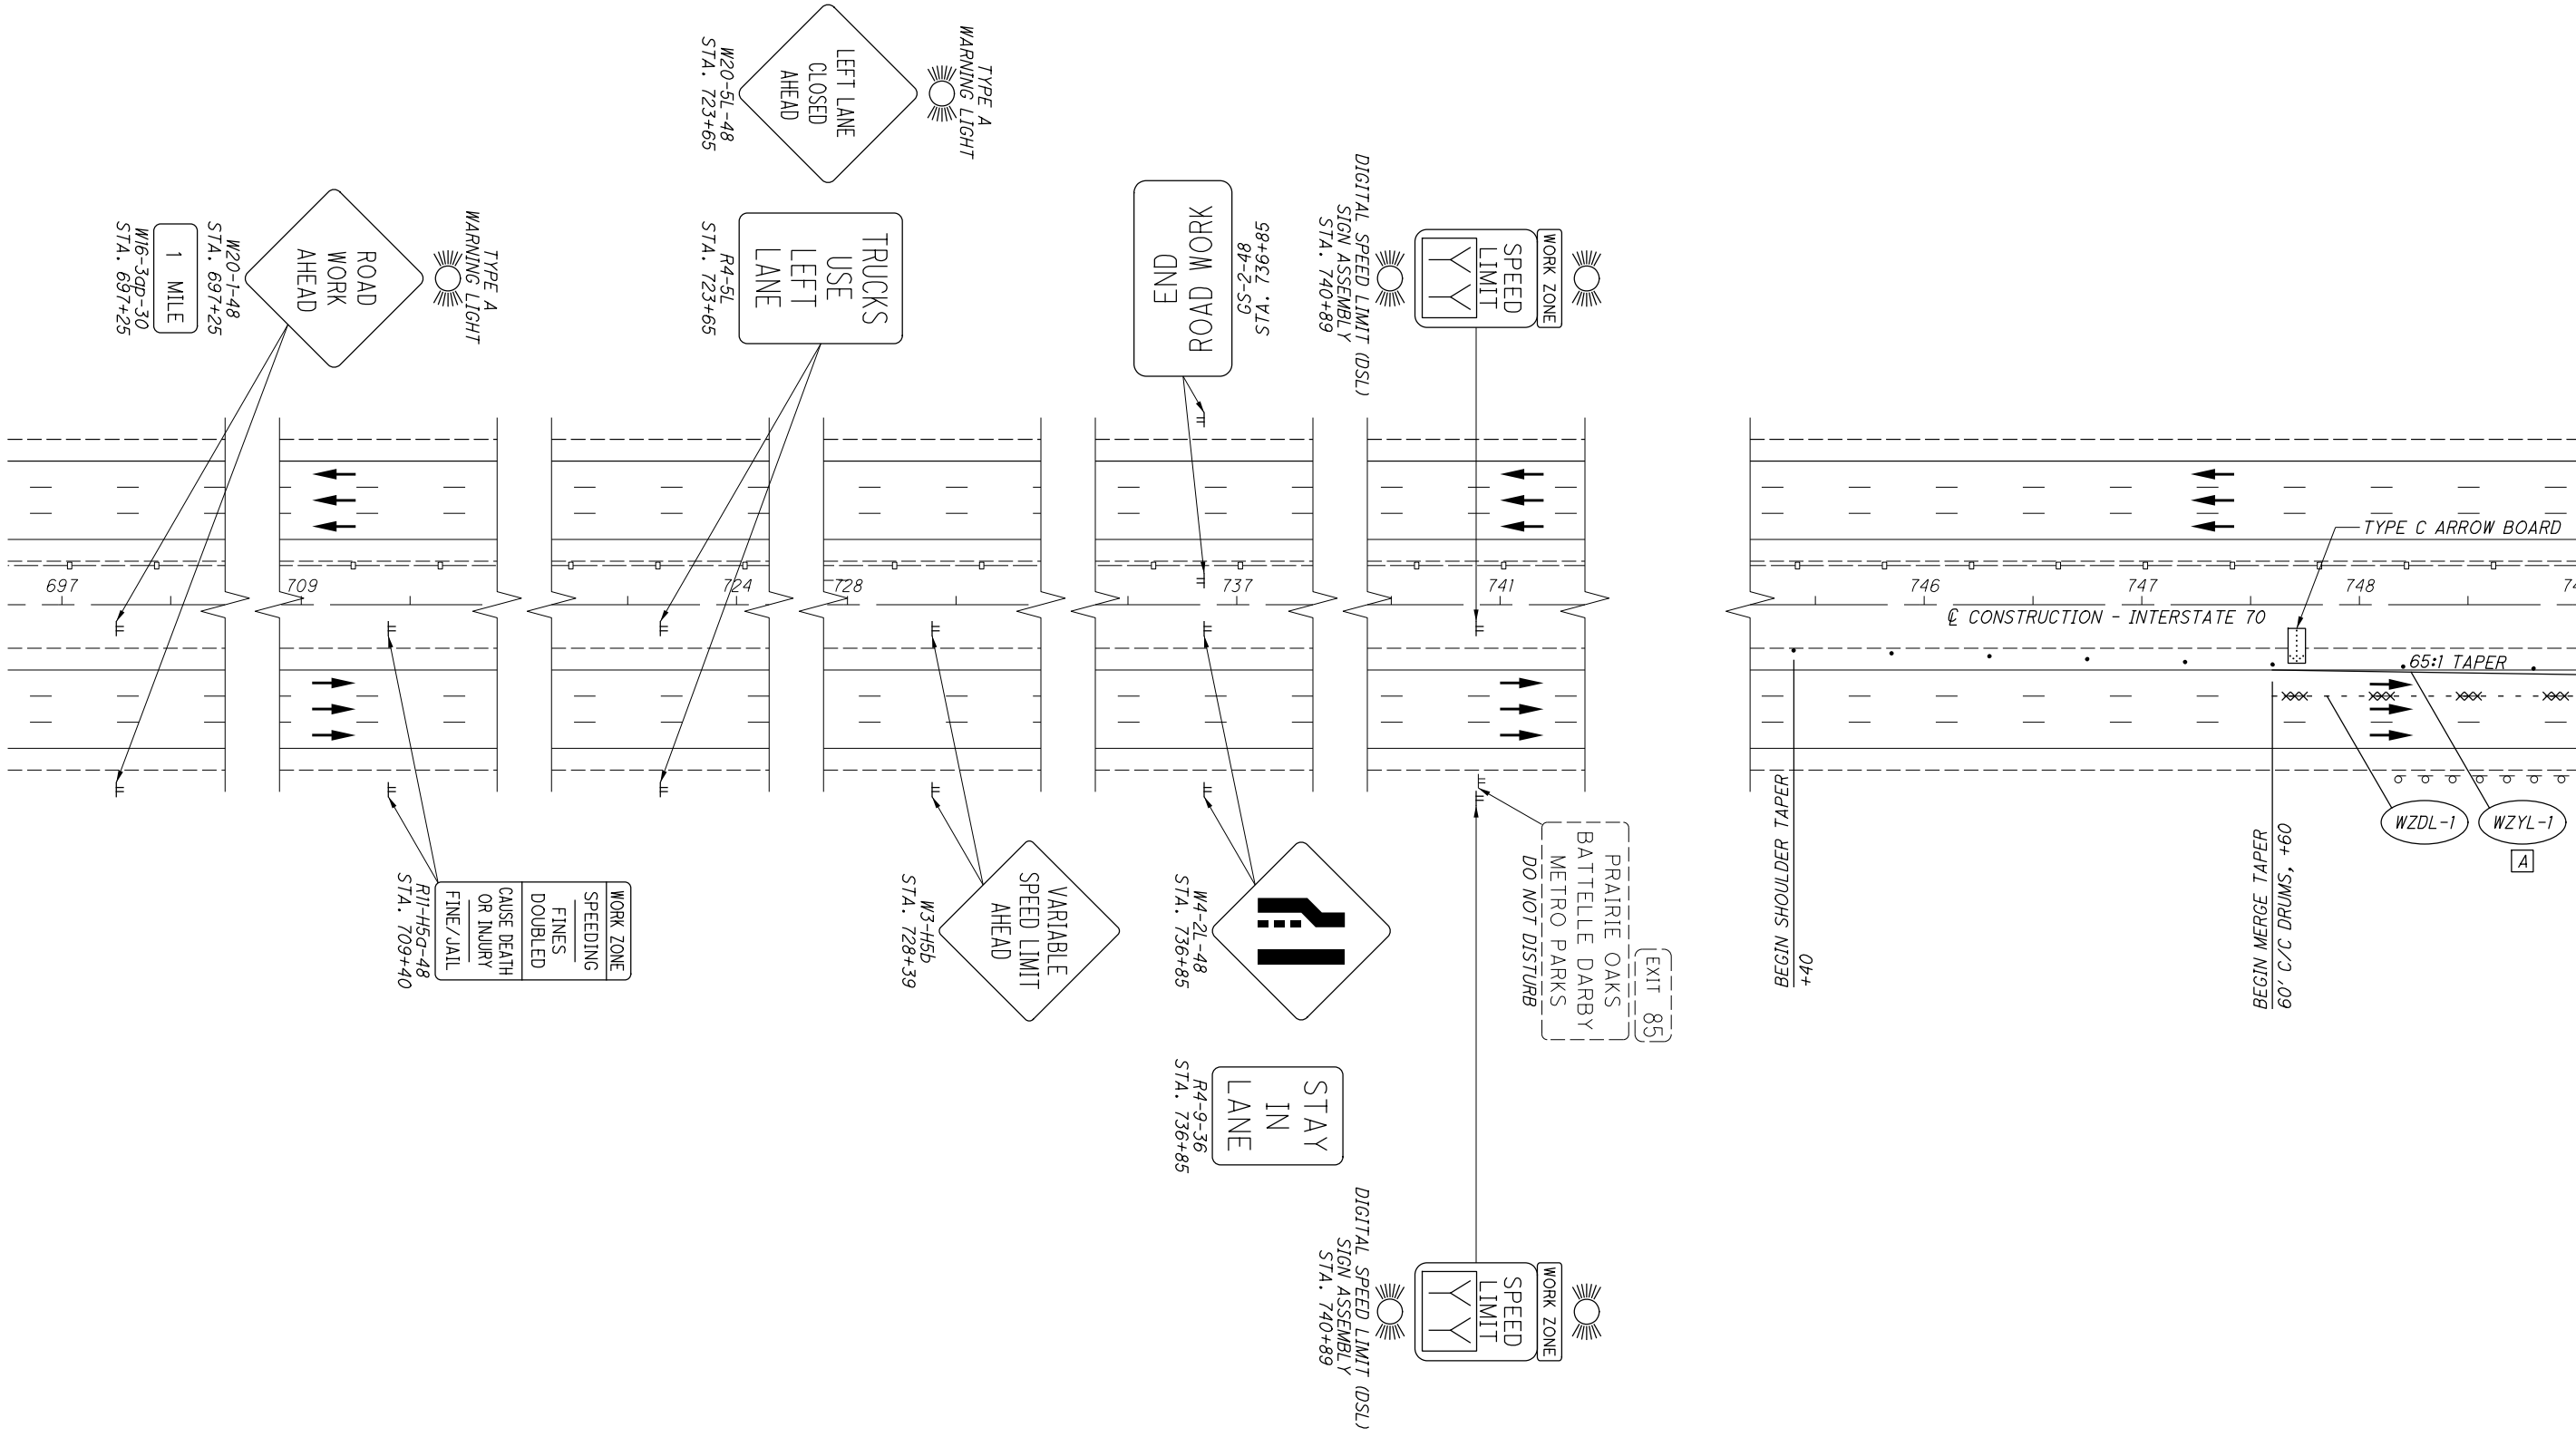 TYPE A
WARNING LIGHT
LEFT LANE
CLOSED
AHEAD
W20-5L-48
STA. 723+65
TYPE A
WARNING LIGHT
ROAD
WORK
AHEAD
W20-1-48
STA. 697+25
1 MILE
W16-3ap-30
STA. 697+25
TRUCKS
USE
LEFT
LANE
R4-5L
STA. 723+65
END
ROAD WORK
G5-2-48
STA. 736+85
WORK ZONE
SPEED
LIMIT
YY
DIGITAL SPEED LIMIT (DSL)
SIGN ASSEMBLY
STA. 740+89
697
709
724
728
737
741
746
747
748
74
℄ CONSTRUCTION - INTERSTATE 70
TYPE C ARROW BOARD
65:1 TAPER
WZDL-1
WZYL-1
A
BEGIN SHOULDER TAPER
+40
BEGIN MERGE TAPER
60' C/C DRUMS, +60
WORK ZONE
SPEEDING
FINES
DOUBLED
CAUSE DEATH
OR INJURY
FINE/JAIL
R11-H5a-48
STA. 709+40
VARIABLE
SPEED LIMIT
AHEAD
W3-H5b
STA. 728+39
W4-2L-48
STA. 736+85
STAY
IN
LANE
R4-9-36
STA. 736+85
EXIT 85
PRAIRIE OAKS
BATTELLE DARBY
METRO PARKS
DO NOT DISTURB
WORK ZONE
SPEED
LIMIT
YY
DIGITAL SPEED LIMIT (DSL)
SIGN ASSEMBLY
STA. 740+89